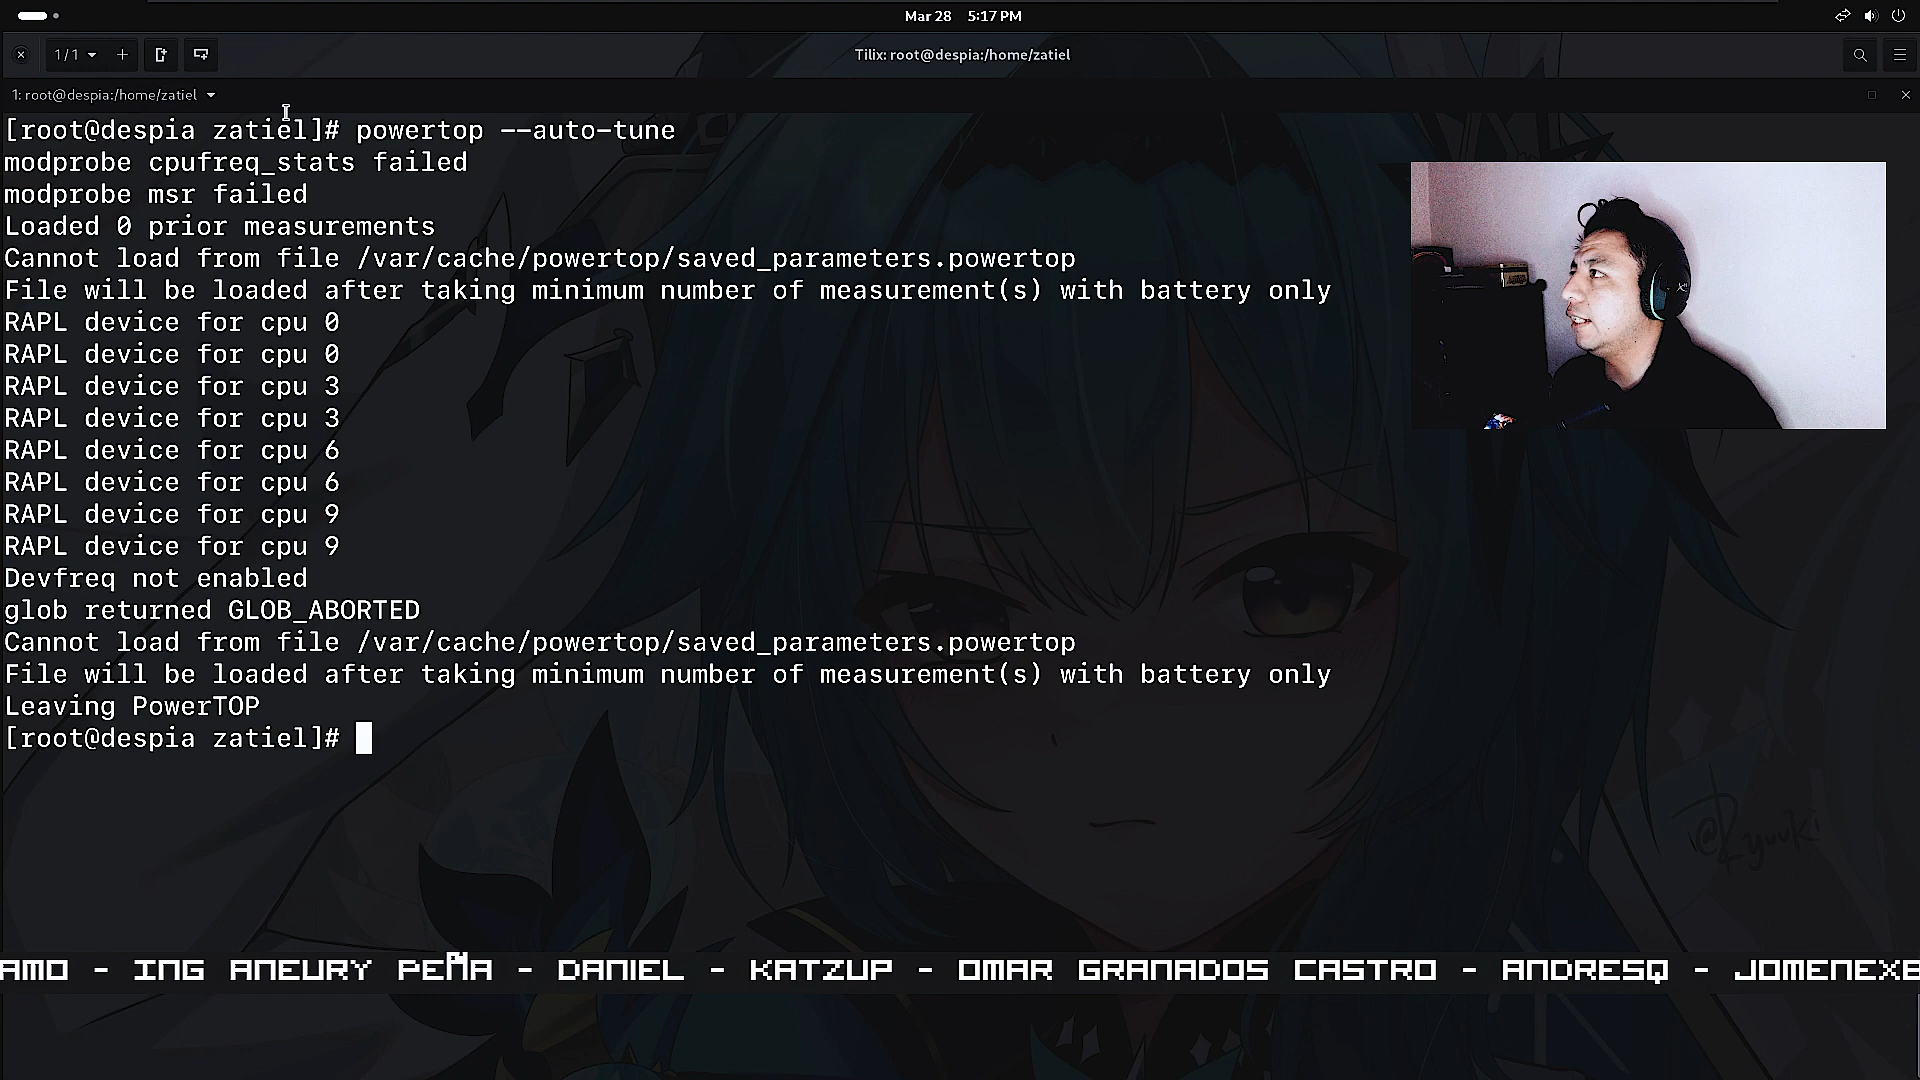 Mar 28 5:17 PM
1/1
Tilix: root@despia:/home/zatiel
1: root@despia:/home/zatiel
[root@despia zatiel]# powertop --auto-tune
modprobe cpufreq_stats failed
modprobe msr failed
Loaded 0 prior measurements
Cannot load from file /var/cache/powertop/saved_parameters.powertop
File will be loaded after taking minimum number of measurement(s) with battery only
RAPL device for cpu 0
RAPL device for cpu 0
RAPL device for cpu 3
RAPL device for cpu 3
RAPL device for cpu 6
RAPL device for cpu 6
RAPL device for cpu 9
RAPL device for cpu 9
Devfreq not enabled
glob returned GLOB_ABORTED
Cannot load from file /var/cache/powertop/saved_parameters.powertop
File will be loaded after taking minimum number of measurement(s) with battery only
Leaving PowerTOP
[root@despia zatiel]#
@Ryuuki
AMO - ING ANEURY PEÑA - DANIEL - KATZUP - OMAR GRANADOS CASTRO - ANDRESQ - JOMENEX8